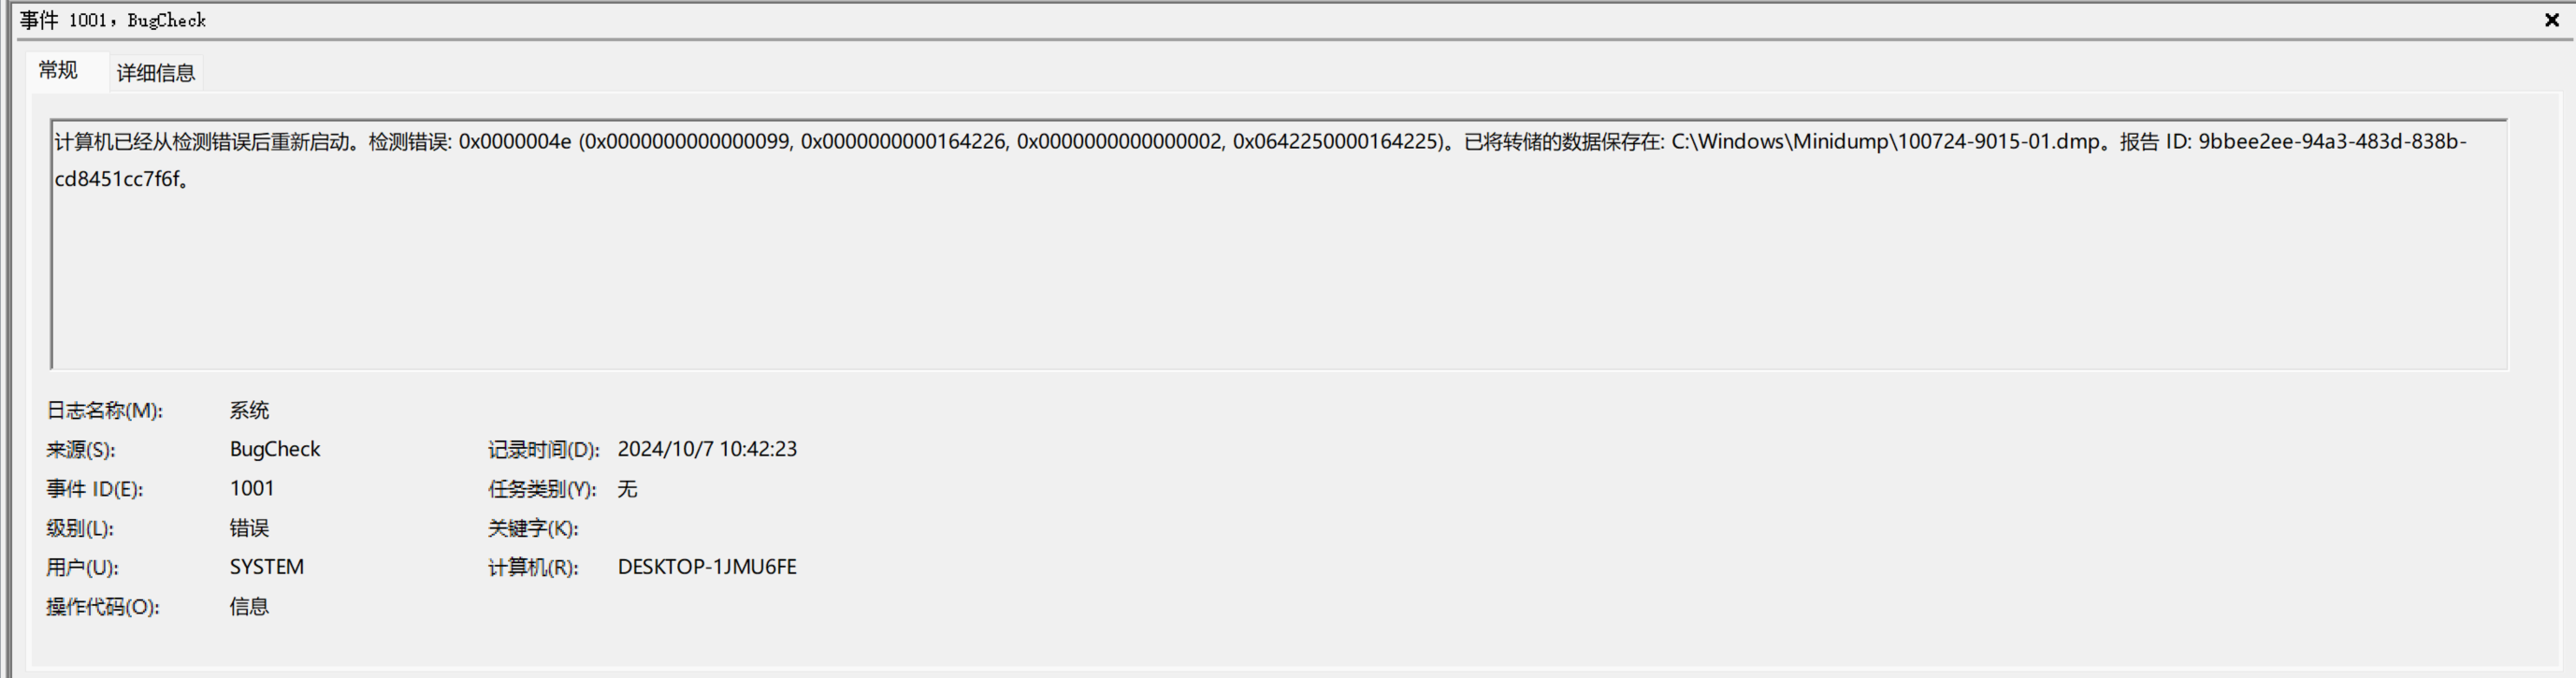 事件 1001，BugCheck
常规
详细信息
计算机已经从检测错误后重新启动。检测错误: 0x0000004e (0x0000000000000099, 0x0000000000164226, 0x0000000000000002, 0x0642250000164225)。已将转储的数据保存在: C:\Windows\Minidump\100724-9015-01.dmp。报告 ID: 9bbee2ee-94a3-483d-838b-
cd8451cc7f6f。
日志名称(M): 系统
来源(S): BugCheck 记录时间(D): 2024/10/7 10:42:23
事件 ID(E): 1001 任务类别(Y): 无
级别(L): 错误 关键字(K):
用户(U): SYSTEM 计算机(R): DESKTOP-1JMU6FE
操作代码(O): 信息